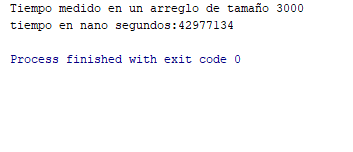 Tiempo medido en un arreglo de tamaño 3000
tiempo en nano segundos:42977134
Process finished with exit code 0